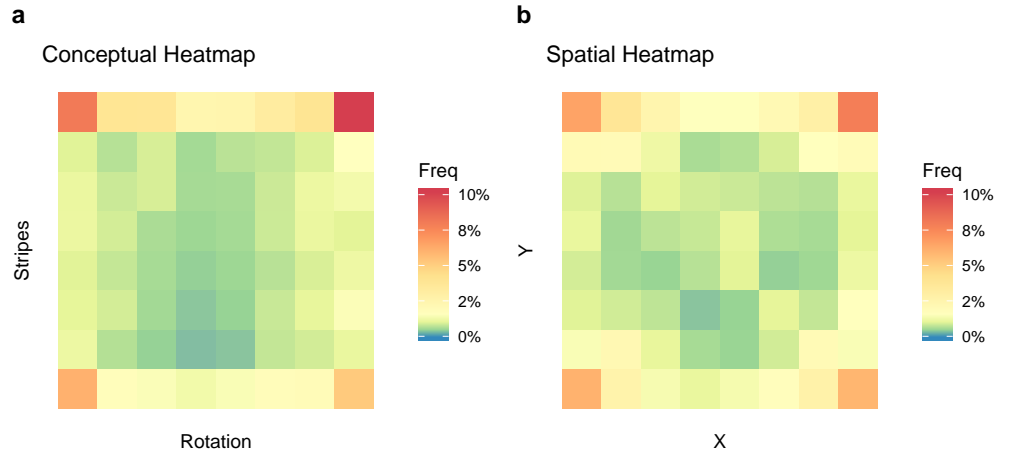 a
Conceptual Heatmap
Stripes
Rotation
Freq
10%
8%
5%
2%
0%
b
Spatial Heatmap
Y
X
Freq
10%
8%
5%
2%
0%